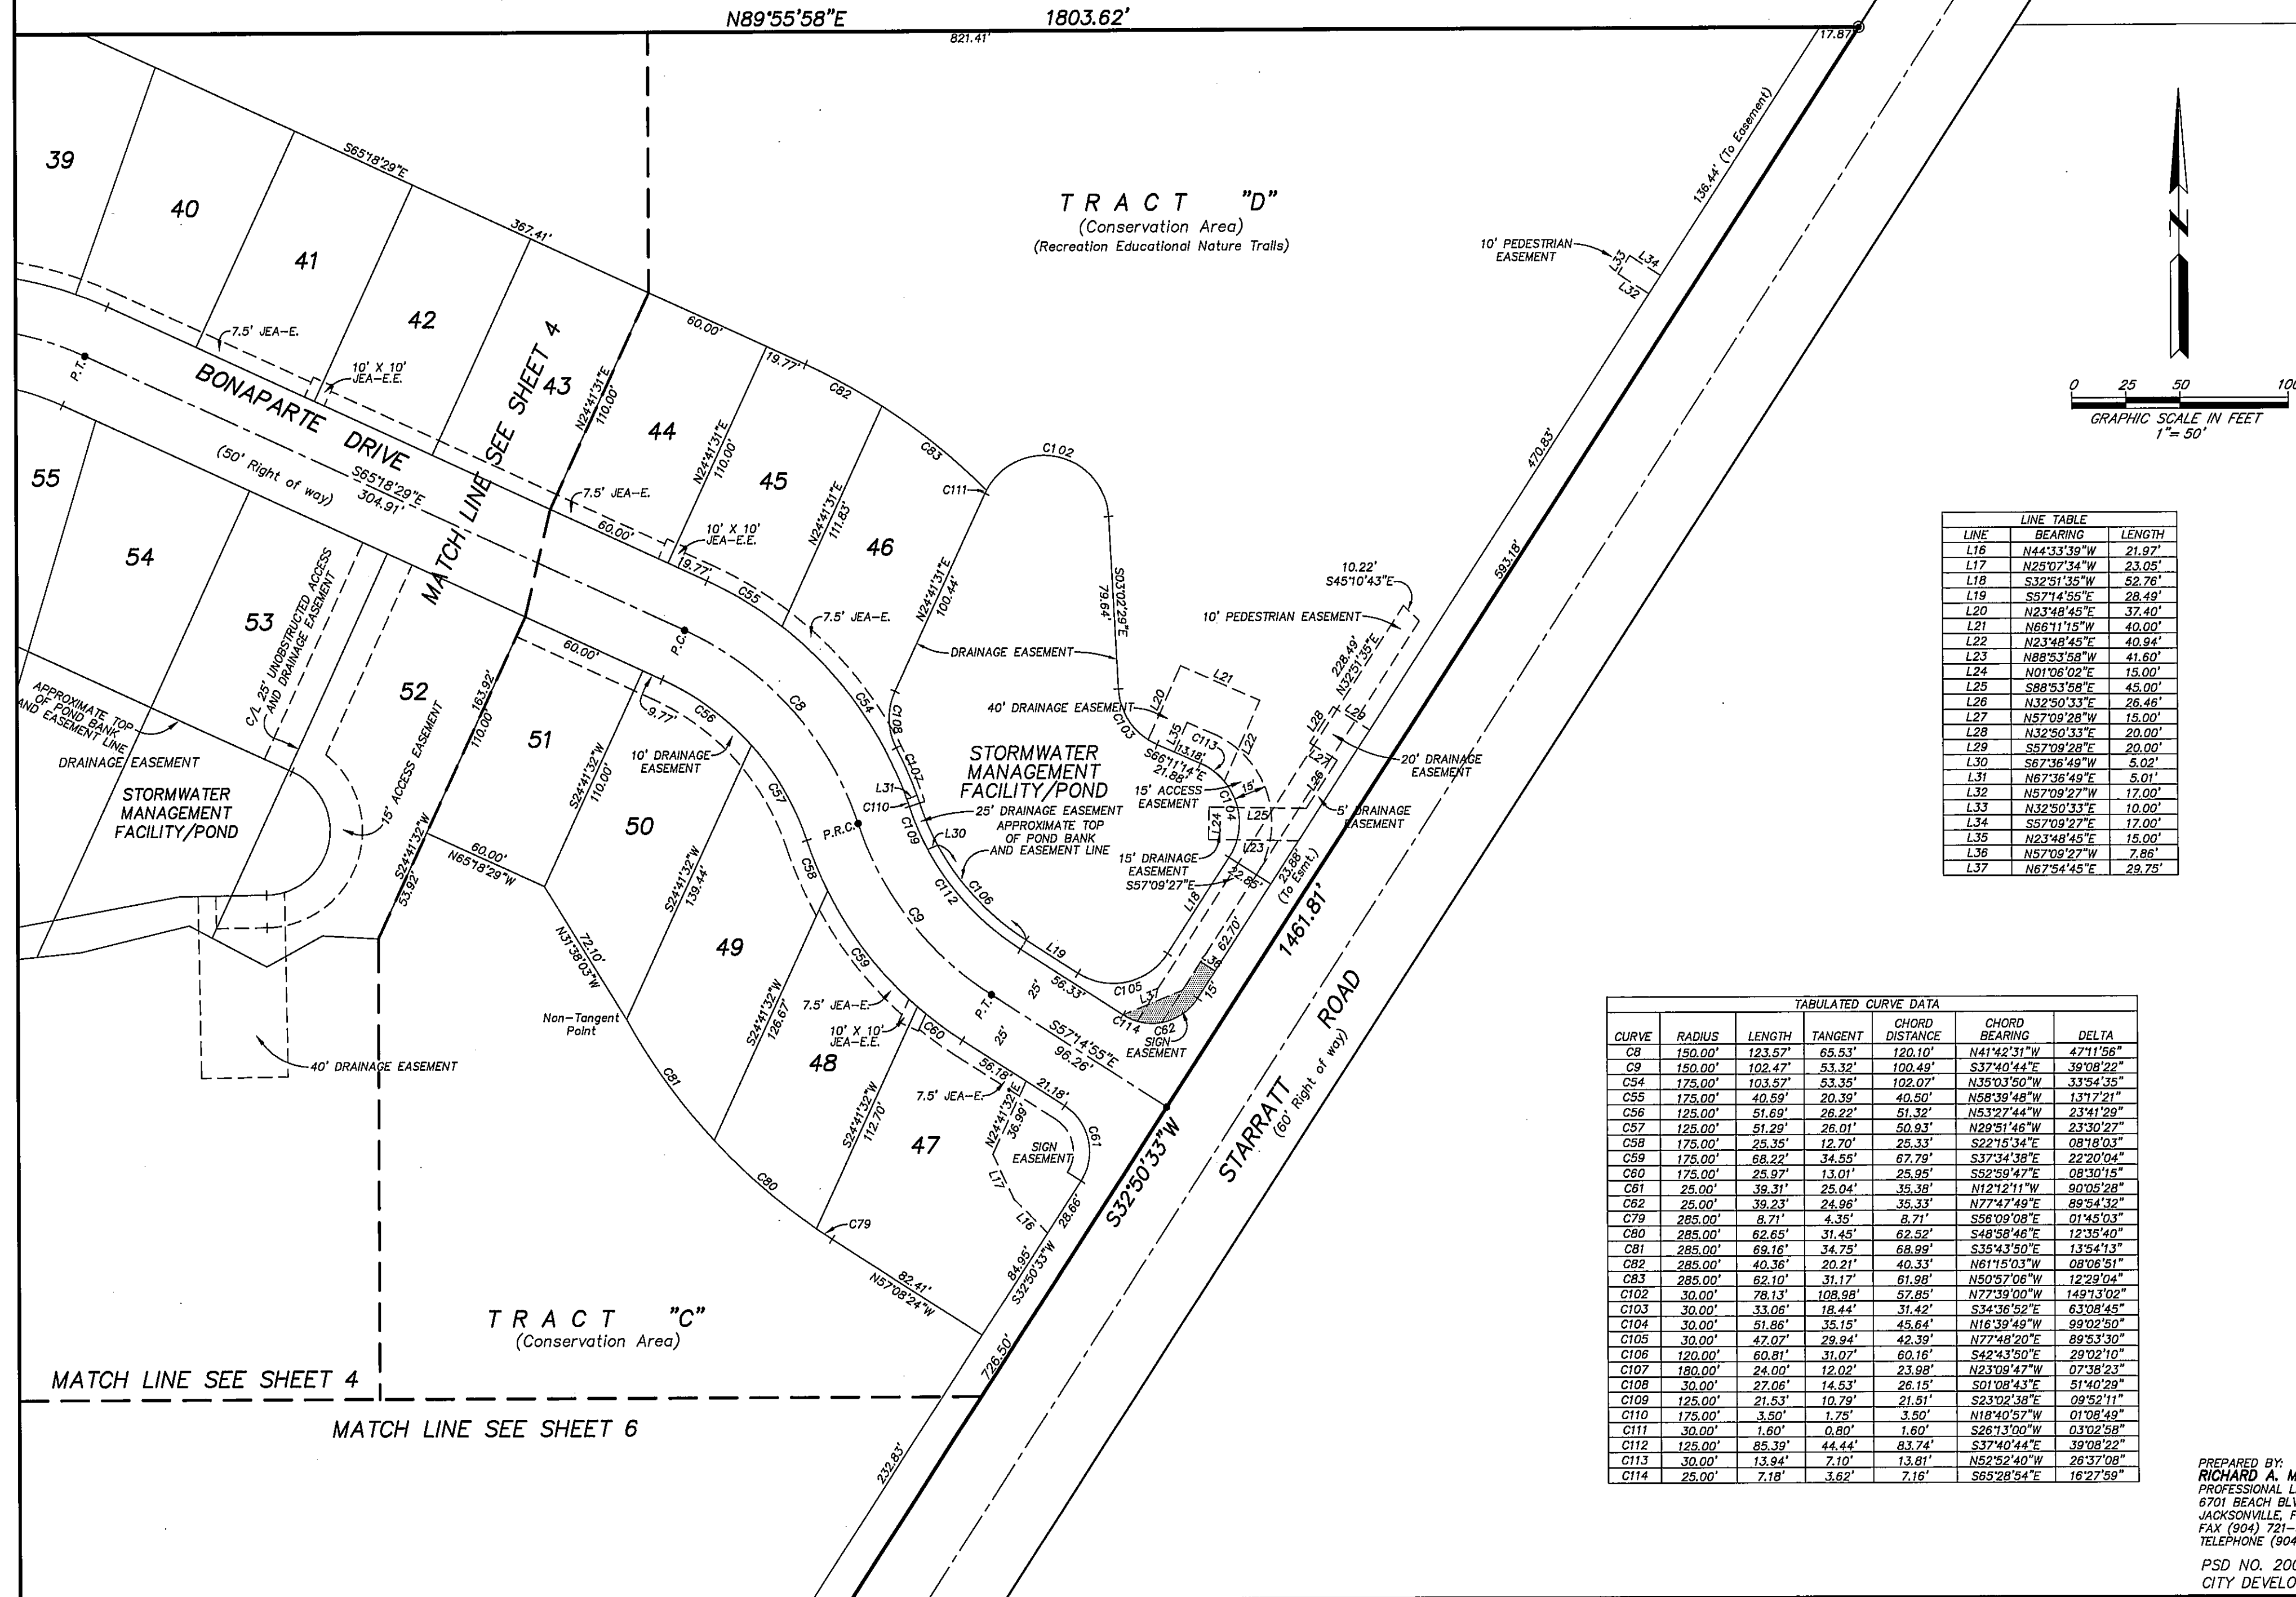 N89°55'58"E 1803.62'
821.41'
17.87'
39
40
41
42
43
44
45
46
S65°18'29"E
367.41'
60.00'
19.77'
C82
C83
C111
C102
TRACT "D"
(Conservation Area)
(Recreation Educational Nature Trails)
136.44' (To Easement)
10' PEDESTRIAN
EASEMENT
L33
L34
L32
470.83'
593.18'
N
0 25 50 100
GRAPHIC SCALE IN FEET
1"= 50'
7.5' JEA-E.
10' X 10'
JEA-E.E.
P.T.
BONAPARTE DRIVE
(50' Right of way)
S65°18'29"E
304.91'
MATCH LINE SEE SHEET 4
N24°41'31"E
110.00'
N24°41'31"E
110.00'
N24°41'31"E
111.83'
N24°41'31"E
100.44'
7.5' JEA-E.
60.00'
10' X 10'
JEA-E.E.
19.77'
C55
7.5' JEA-E.
C54
S03°02'29"E
79.64'
DRAINAGE EASEMENT
10.22'
S45°10'43"E
10' PEDESTRIAN EASEMENT
228.49'
N32°51'35"E
55
54
53
52
51
50
49
48
47
C/L 25' UNOBSTRUCTED ACCESS
AND DRAINAGE EASEMENT
APPROXIMATE TOP
OF POND BANK
AND EASEMENT LINE
DRAINAGE EASEMENT
STORMWATER
MANAGEMENT
FACILITY/POND
15' ACCESS EASEMENT
163.92'
110.00'
S24°41'32"W
53.92'
60.00'
N65°18'29"W
60.00'
9.77'
P.C.
C8
C56
10' DRAINAGE
EASEMENT
C57
S24°41'32"W
110.00'
S24°41'32"W
139.44'
S24°41'32"W
126.67'
S24°41'32"W
112.70'
72.10'
N31°38'03"W
Non-Tangent
Point
40' DRAINAGE EASEMENT
C108
C107
L31
C110
C109
L30
P.R.C.
C58
C59
C9
C112
C106
STORMWATER
MANAGEMENT
FACILITY/POND
25' DRAINAGE EASEMENT
APPROXIMATE TOP
OF POND BANK
AND EASEMENT LINE
40' DRAINAGE EASEMENT
L20
L21
L22
L35
13.18'
C113
C103
S66°11'14"E
21.88'
15' ACCESS
EASEMENT
15'
C104
L24
L25
L23
L28
L29
L27
L26
20' DRAINAGE
EASEMENT
5' DRAINAGE
EASEMENT
15' DRAINAGE
EASEMENT
S57°09'27"E
22.85'
23.88'
(To Esmt.)
L18
L19
56.33'
C105
62.70'
L36
L37
15'
C114
C62
SIGN
EASEMENT
1461.81'
7.5' JEA-E.
10' X 10'
JEA-E.E.
C60
P.T.
25'
25'
S57°14'55"E
96.26'
56.18'
7.5' JEA-E.
21.18'
N24°41'32"E
36.99'
C61
SIGN
EASEMENT
L17
L16
28.66'
84.95'
S32°50'33"W
S32°50'33"W
STARRATT ROAD
(60' Right of way)
C81
C80
C79
82.41'
N57°08'24"W
726.50'
232.83'
TRACT "C"
(Conservation Area)
MATCH LINE SEE SHEET 4
MATCH LINE SEE SHEET 6
LINE TABLE
LINE BEARING LENGTH
L16 N44°33'39"W 21.97'
L17 N25°07'34"W 23.05'
L18 S32°51'35"W 52.76'
L19 S57°14'55"E 28.49'
L20 N23°48'45"E 37.40'
L21 N66°11'15"W 40.00'
L22 N23°48'45"E 40.94'
L23 N88°53'58"W 41.60'
L24 N01°06'02"E 15.00'
L25 S88°53'58"E 45.00'
L26 N32°50'33"E 26.46'
L27 N57°09'28"W 15.00'
L28 N32°50'33"E 20.00'
L29 S57°09'28"E 20.00'
L30 S67°36'49"W 5.02'
L31 N67°36'49"E 5.01'
L32 N57°09'27"W 17.00'
L33 N32°50'33"E 10.00'
L34 S57°09'27"E 17.00'
L35 N23°48'45"E 15.00'
L36 N57°09'27"W 7.86'
L37 N67°54'45"E 29.75'
TABULATED CURVE DATA
CURVE RADIUS LENGTH TANGENT CHORD DISTANCE CHORD BEARING DELTA
C8 150.00' 123.57' 65.53' 120.10' N41°42'31"W 47°11'56"
C9 150.00' 102.47' 53.32' 100.49' S37°40'44"E 39°08'22"
C54 175.00' 103.57' 53.35' 102.07' N35°03'50"W 33°54'35"
C55 175.00' 40.59' 20.39' 40.50' N58°39'48"W 13°17'21"
C56 125.00' 51.69' 26.22' 51.32' N53°27'44"W 23°41'29"
C57 125.00' 51.29' 26.01' 50.93' N29°51'46"W 23°30'27"
C58 175.00' 25.35' 12.70' 25.33' S22°15'34"E 08°18'03"
C59 175.00' 68.22' 34.55' 67.79' S37°34'38"E 22°20'04"
C60 175.00' 25.97' 13.01' 25.95' S52°59'47"E 08°30'15"
C61 25.00' 39.31' 25.04' 35.38' N12°12'11"W 90°05'28"
C62 25.00' 39.23' 24.96' 35.33' N77°47'49"E 89°54'32"
C79 285.00' 8.71' 4.35' 8.71' S56°09'08"E 01°45'03"
C80 285.00' 62.65' 31.45' 62.52' S48°58'46"E 12°35'40"
C81 285.00' 69.16' 34.75' 68.99' S35°43'50"E 13°54'13"
C82 285.00' 40.36' 20.21' 40.33' N61°15'03"W 08°06'51"
C83 285.00' 62.10' 31.17' 61.98' N50°57'06"W 12°29'04"
C102 30.00' 78.13' 108.98' 57.85' N77°39'00"W 149°13'02"
C103 30.00' 33.06' 18.44' 31.42' S34°36'52"E 63°08'45"
C104 30.00' 51.86' 35.15' 45.64' N16°39'49"W 99°02'50"
C105 30.00' 47.07' 29.94' 42.39' N77°48'20"E 89°53'30"
C106 120.00' 60.81' 31.07' 60.16' S42°43'50"E 29°02'10"
C107 180.00' 24.00' 12.02' 23.98' N23°09'47"W 07°38'23"
C108 30.00' 27.06' 14.53' 26.15' S01°08'43"E 51°40'29"
C109 125.00' 21.53' 10.79' 21.51' S23°02'38"E 09°52'11"
C110 175.00' 3.50' 1.75' 3.50' N18°40'57"W 01°08'49"
C111 30.00' 1.60' 0.80' 1.60' S26°13'00"W 03°02'58"
C112 125.00' 85.39' 44.44' 83.74' S37°40'44"E 39°08'22"
C113 30.00' 13.94' 7.10' 13.81' N52°52'40"W 26°37'08"
C114 25.00' 7.18' 3.62' 7.16' S65°28'54"E 16°27'59"
PREPARED BY:
RICHARD A. M
PROFESSIONAL L
6701 BEACH BLV
JACKSONVILLE, F
FAX (904) 721-
TELEPHONE (904
PSD NO. 200
CITY DEVELO